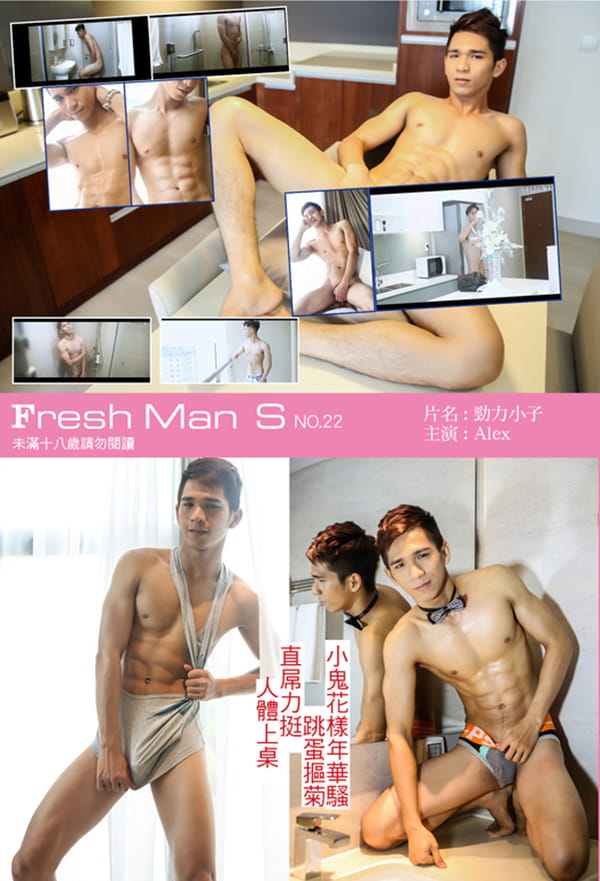 Fresh Man S NO.22
未滿十八歲請勿閱讀
片名：勁力小子
主演：Alex
小鬼花樣年華騷
跳蛋摳菊
直屌力挺
人體上桌